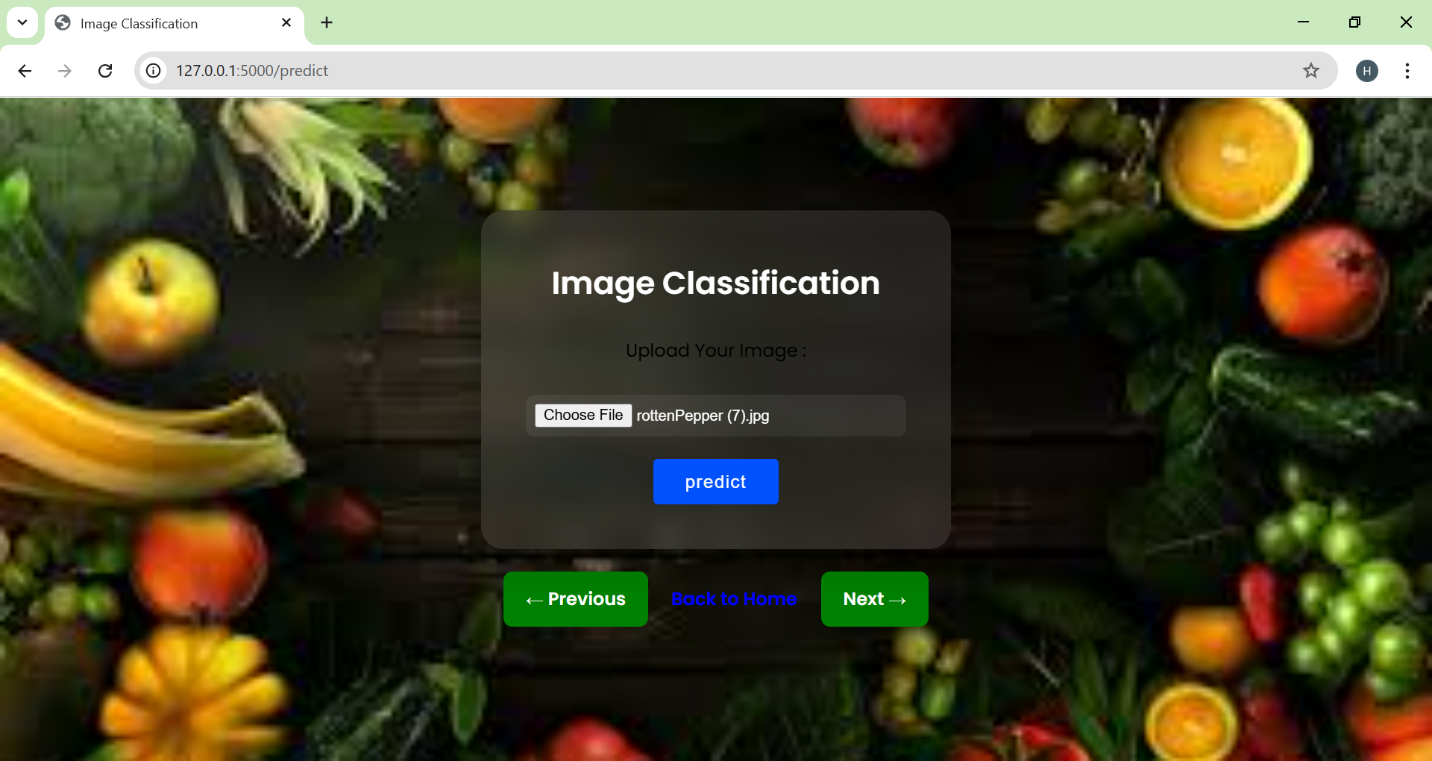 Image Classification
127.0.0.1:5000/predict
H
Image Classification
Upload Your Image :
Choose File rottenPepper (7).jpg
predict
← Previous
Back to Home
Next →